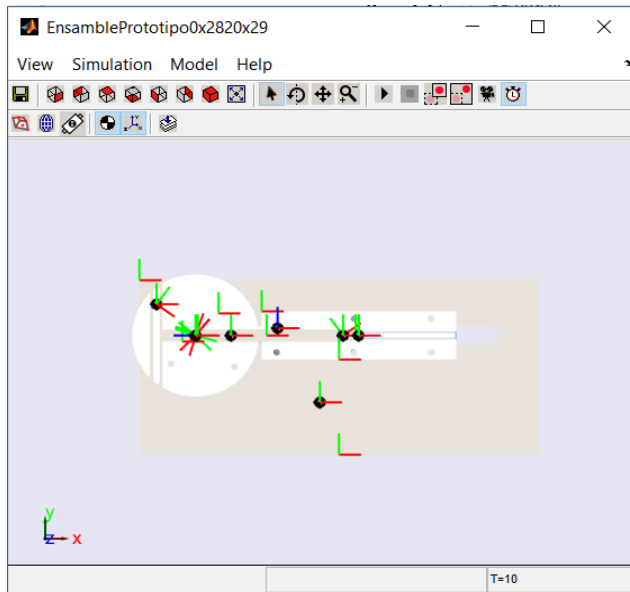 EnsamblePrototipo0x2820x29
View Simulation Model Help
y
z x
T=10